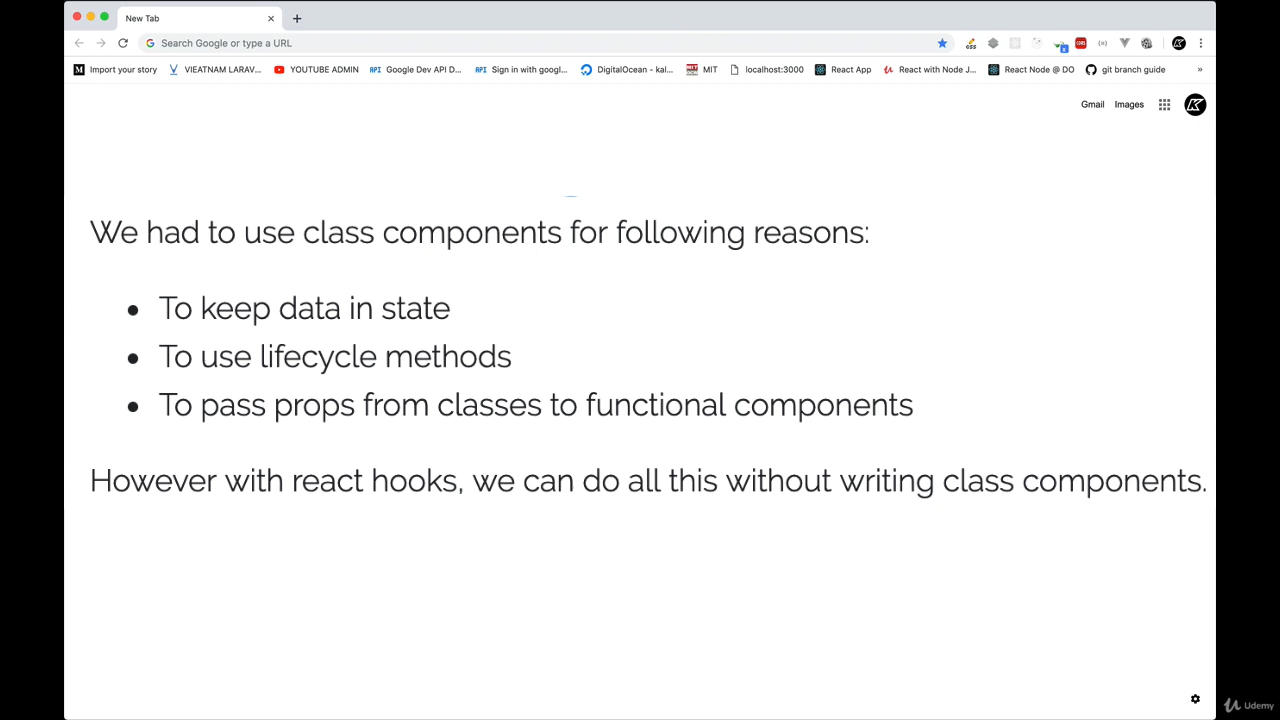 New Tab
Search Google or type a URL
Import your story VIEATNAM LARAV... YOUTUBE ADMIN API Google Dev API D... API Sign in with googl... DigitalOcean - kal... MIT localhost:3000 React App React with Node J... React Node @ DO git branch guide »
Gmail Images
We had to use class components for following reasons:
• To keep data in state
• To use lifecycle methods
• To pass props from classes to functional components
However with react hooks, we can do all this without writing class components.
Udemy